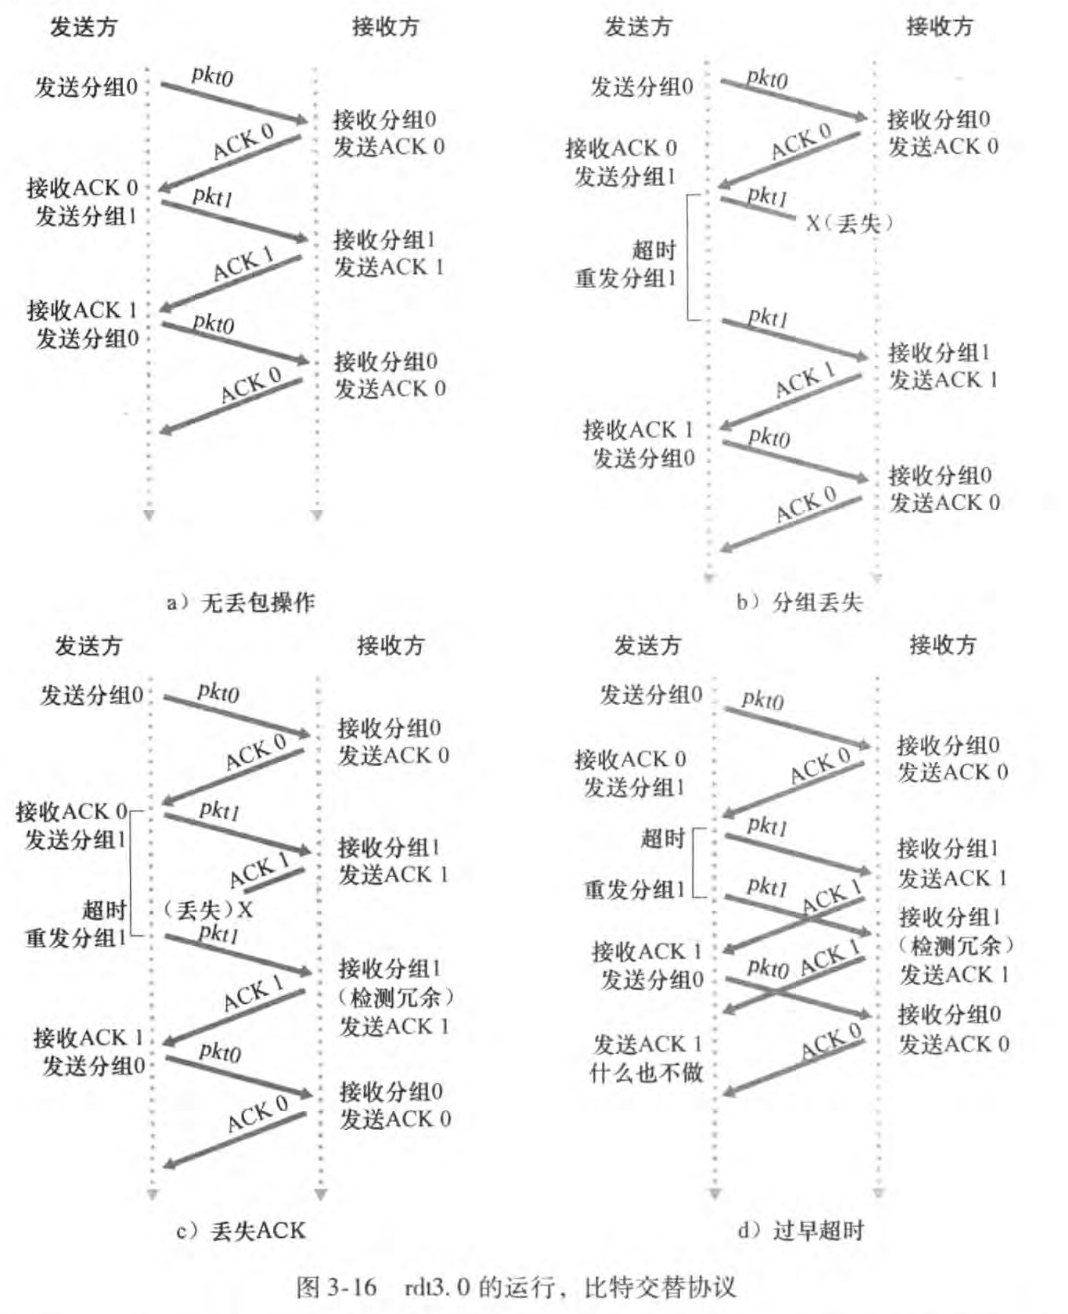 发送方
接收方
发送分组0
pkt0
接收分组0
发送ACK 0
ACK 0
接收ACK 0
发送分组1
pkt1
接收分组1
发送ACK 1
ACK 1
接收ACK 1
发送分组0
pkt0
接收分组0
发送ACK 0
ACK 0
a）无丢包操作
发送方
接收方
发送分组0
pkt0
接收分组0
发送ACK 0
ACK 0
接收ACK 0
发送分组1
pkt1
X（丢失）
超时
重发分组1
pkt1
接收分组1
发送ACK 1
ACK 1
接收ACK 1
发送分组0
pkt0
接收分组0
发送ACK 0
ACK 0
b）分组丢失
发送方
接收方
发送分组0
pkt0
接收分组0
发送ACK 0
ACK 0
接收ACK 0
发送分组1
pkt1
接收分组1
发送ACK 1
ACK 1
（丢失）X
超时
重发分组1
pkt1
接收分组1
（检测冗余）
发送ACK 1
ACK 1
接收ACK 1
发送分组0
pkt0
接收分组0
发送ACK 0
ACK 0
c）丢失ACK
发送方
接收方
发送分组0
pkt0
接收分组0
发送ACK 0
ACK 0
接收ACK 0
发送分组1
超时
pkt1
接收分组1
发送ACK 1
重发分组1
pkt1
ACK 1
接收分组1
（检测冗余）
发送ACK 1
接收ACK 1
发送分组0
pkt0
ACK 1
接收分组0
发送ACK 0
发送ACK 1
什么也不做
ACK 0
d）过早超时
图 3-16 rdt3. 0 的运行，比特交替协议